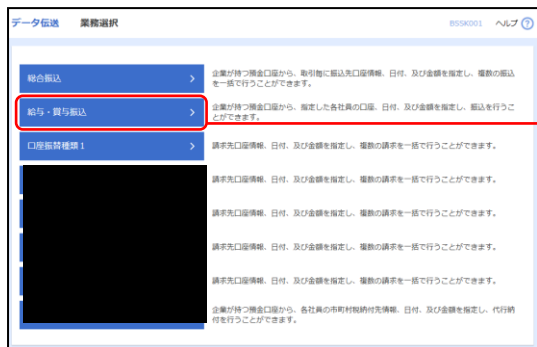 データ伝送 業務選択 BSSK001 ヘルプ ?
総合振込 >
企業が持つ預金口座から、取引毎に振込先口座情報、日付、及び金額を指定し、複数の振込
を一括で行うことができます。
給与・賞与振込 >
企業が持つ預金口座から、指定した各社員の口座、日付、及び金額を指定し、振込を行うこ
とができます。
口座振替種類1 >
請求先口座情報、日付、及び金額を指定し、複数の請求を一括で行うことができます。
請求先口座情報、日付、及び金額を指定し、複数の請求を一括で行うことができます。
請求先口座情報、日付、及び金額を指定し、複数の請求を一括で行うことができます。
請求先口座情報、日付、及び金額を指定し、複数の請求を一括で行うことができます。
請求先口座情報、日付、及び金額を指定し、複数の請求を一括で行うことができます。
企業が持つ預金口座から、各社員の市町村税納付先情報、日付、及び金額を指定し、代行納
付を行うことができます。